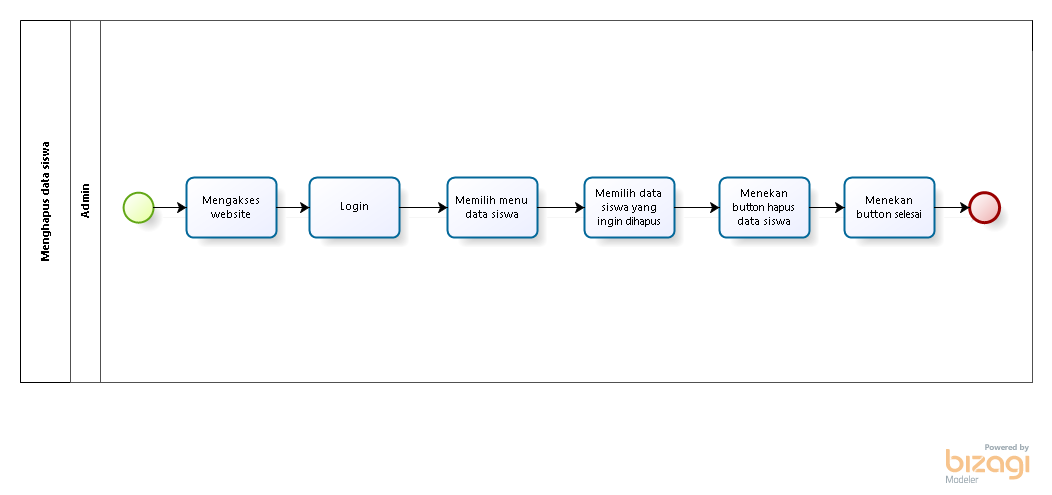 Menghapus data siswa
Admin
Mengakses
website
Login
Memilih menu
data siswa
Memilih data
siswa yang
ingin dihapus
Menekan
button hapus
data siswa
Menekan
button selesai
Powered by
bizagi
Modeler